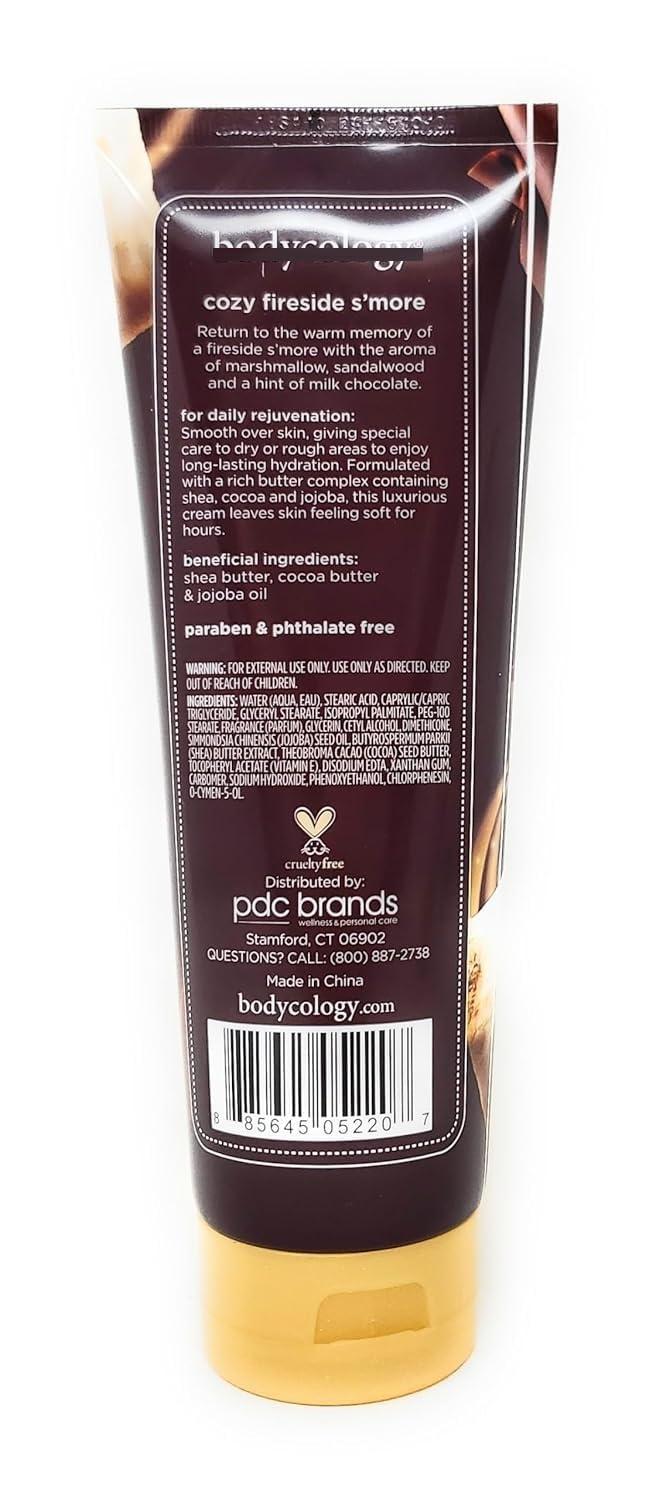 bodycology®
cozy fireside s'more
Return to the warm memory of
a fireside s'more with the aroma
of marshmallow, sandalwood
and a hint of milk chocolate.
for daily rejuvenation:
Smooth over skin, giving special
care to dry or rough areas to enjoy
long-lasting hydration. Formulated
with a rich butter complex containing
shea, cocoa and jojoba, this luxurious
cream leaves skin feeling soft for
hours.
beneficial ingredients:
shea butter, cocoa butter
& jojoba oil
paraben & phthalate free
WARNING: FOR EXTERNAL USE ONLY. USE ONLY AS DIRECTED. KEEP
OUT OF REACH OF CHILDREN.
INGREDIENTS: WATER (AQUA, EAU), STEARIC ACID, CAPRYLIC/CAPRIC
TRIGLYCERIDE, GLYCERYL STEARATE, ISOPROPYL PALMITATE, PEG-100
STEARATE, FRAGRANCE (PARFUM), GLYCERIN, CETYL ALCOHOL, DIMETHICONE,
SIMMONDSIA CHINENSIS (JOJOBA) SEED OIL, BUTYROSPERMUM PARKII
(SHEA) BUTTER EXTRACT, THEOBROMA CACAO (COCOA) SEED BUTTER,
TOCOPHERYL ACETATE (VITAMIN E), DISODIUM EDTA, XANTHAN GUM,
CARBOMER, SODIUM HYDROXIDE, PHENOXYETHANOL, CHLORPHENESIN,
O-CYMEN-5-OL.
crueltyfree
Distributed by:
pdc brands
wellness & personal care
Stamford, CT 06902
QUESTIONS? CALL: (800) 887-2738
Made in China
bodycology.com
8 85645 05220 7